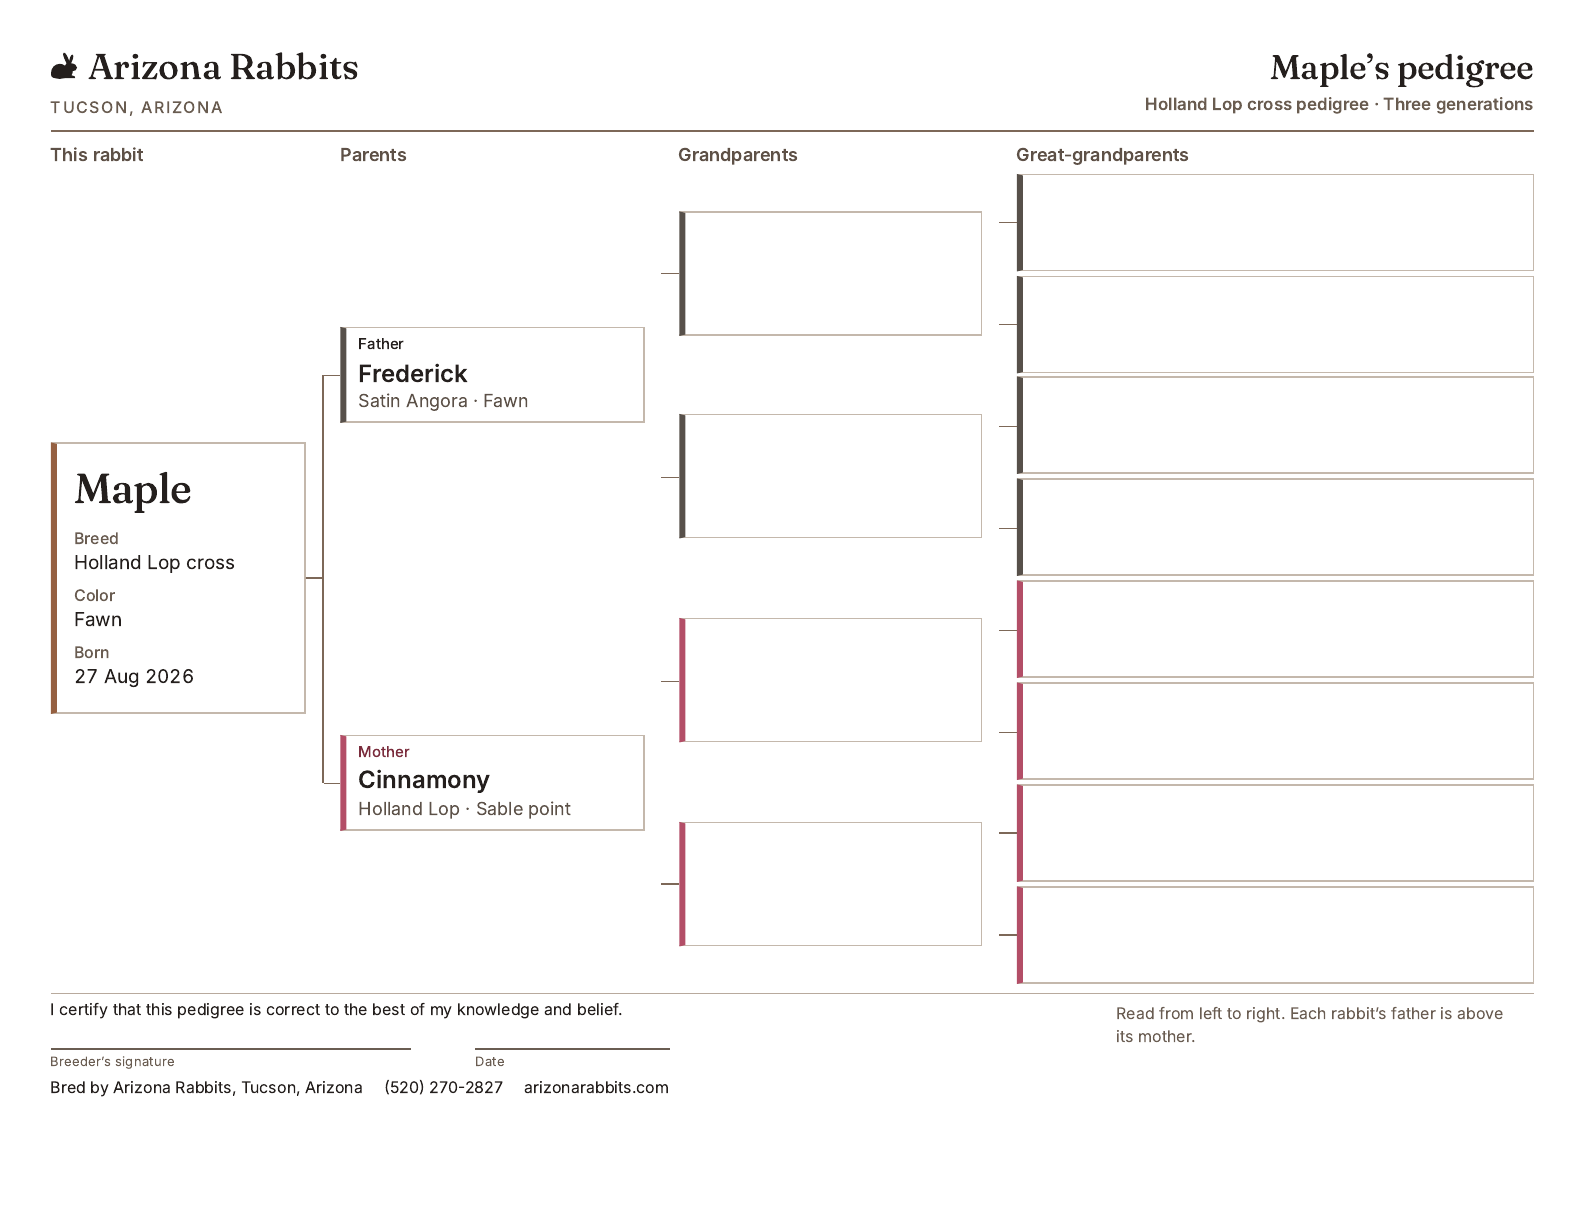 Arizona Rabbits
TUCSON, ARIZONA
Maple’s pedigree
Holland Lop cross pedigree · Three generations
This rabbit
Parents
Grandparents
Great-grandparents
Maple
Breed
Holland Lop cross
Color
Fawn
Born
27 Aug 2026
Father
Frederick
Satin Angora · Fawn
Mother
Cinnamony
Holland Lop · Sable point
I certify that this pedigree is correct to the best of my knowledge and belief.
Breeder’s signature
Date
Bred by Arizona Rabbits, Tucson, Arizona (520) 270-2827 arizonarabbits.com
Read from left to right. Each rabbit’s father is above
its mother.